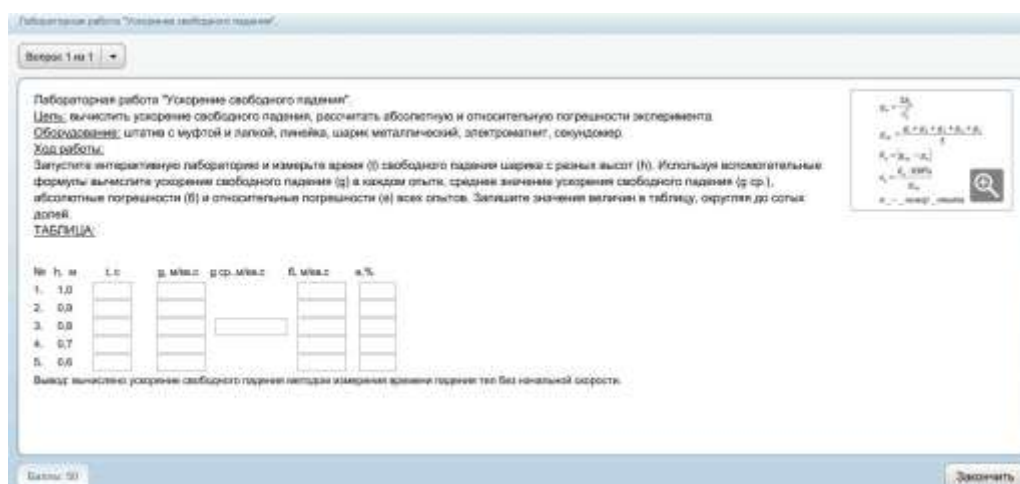 Лабораторная работа "Ускорение свободного падения".
Вопрос 1 из 1
Лабораторная работа "Ускорение свободного падения".
Цель: вычислить ускорение свободного падения, рассчитать абсолютную и относительную погрешности эксперимента.
Оборудование: штатив с муфтой и лапкой, линейка, шарик металлический, электромагнит, секундомер.
Ход работы:
Запустите интерактивную лабораторию и измерьте время (t) свободного падения шарика с разных высот (h). Используя вспомогательные
формулы вычислите ускорение свободного падения (g) в каждом опыте, среднее значение ускорения свободного падения (g ср.),
абсолютные погрешности (б) и относительные погрешности (е) всех опытов. Запишите значения величин в таблицу, округляя до сотых
долей.
ТАБЛИЦА:
№ h, м t, с g, м/кв.с g ср.,м/кв.с б, м/кв.с е,%
1. 1,0
2. 0,9
3. 0,8
4. 0,7
5. 0,6
Вывод: вычислено ускорение свободного падения методом измерения времени падения тел без начальной скорости.
Баллы: 50
Закончить